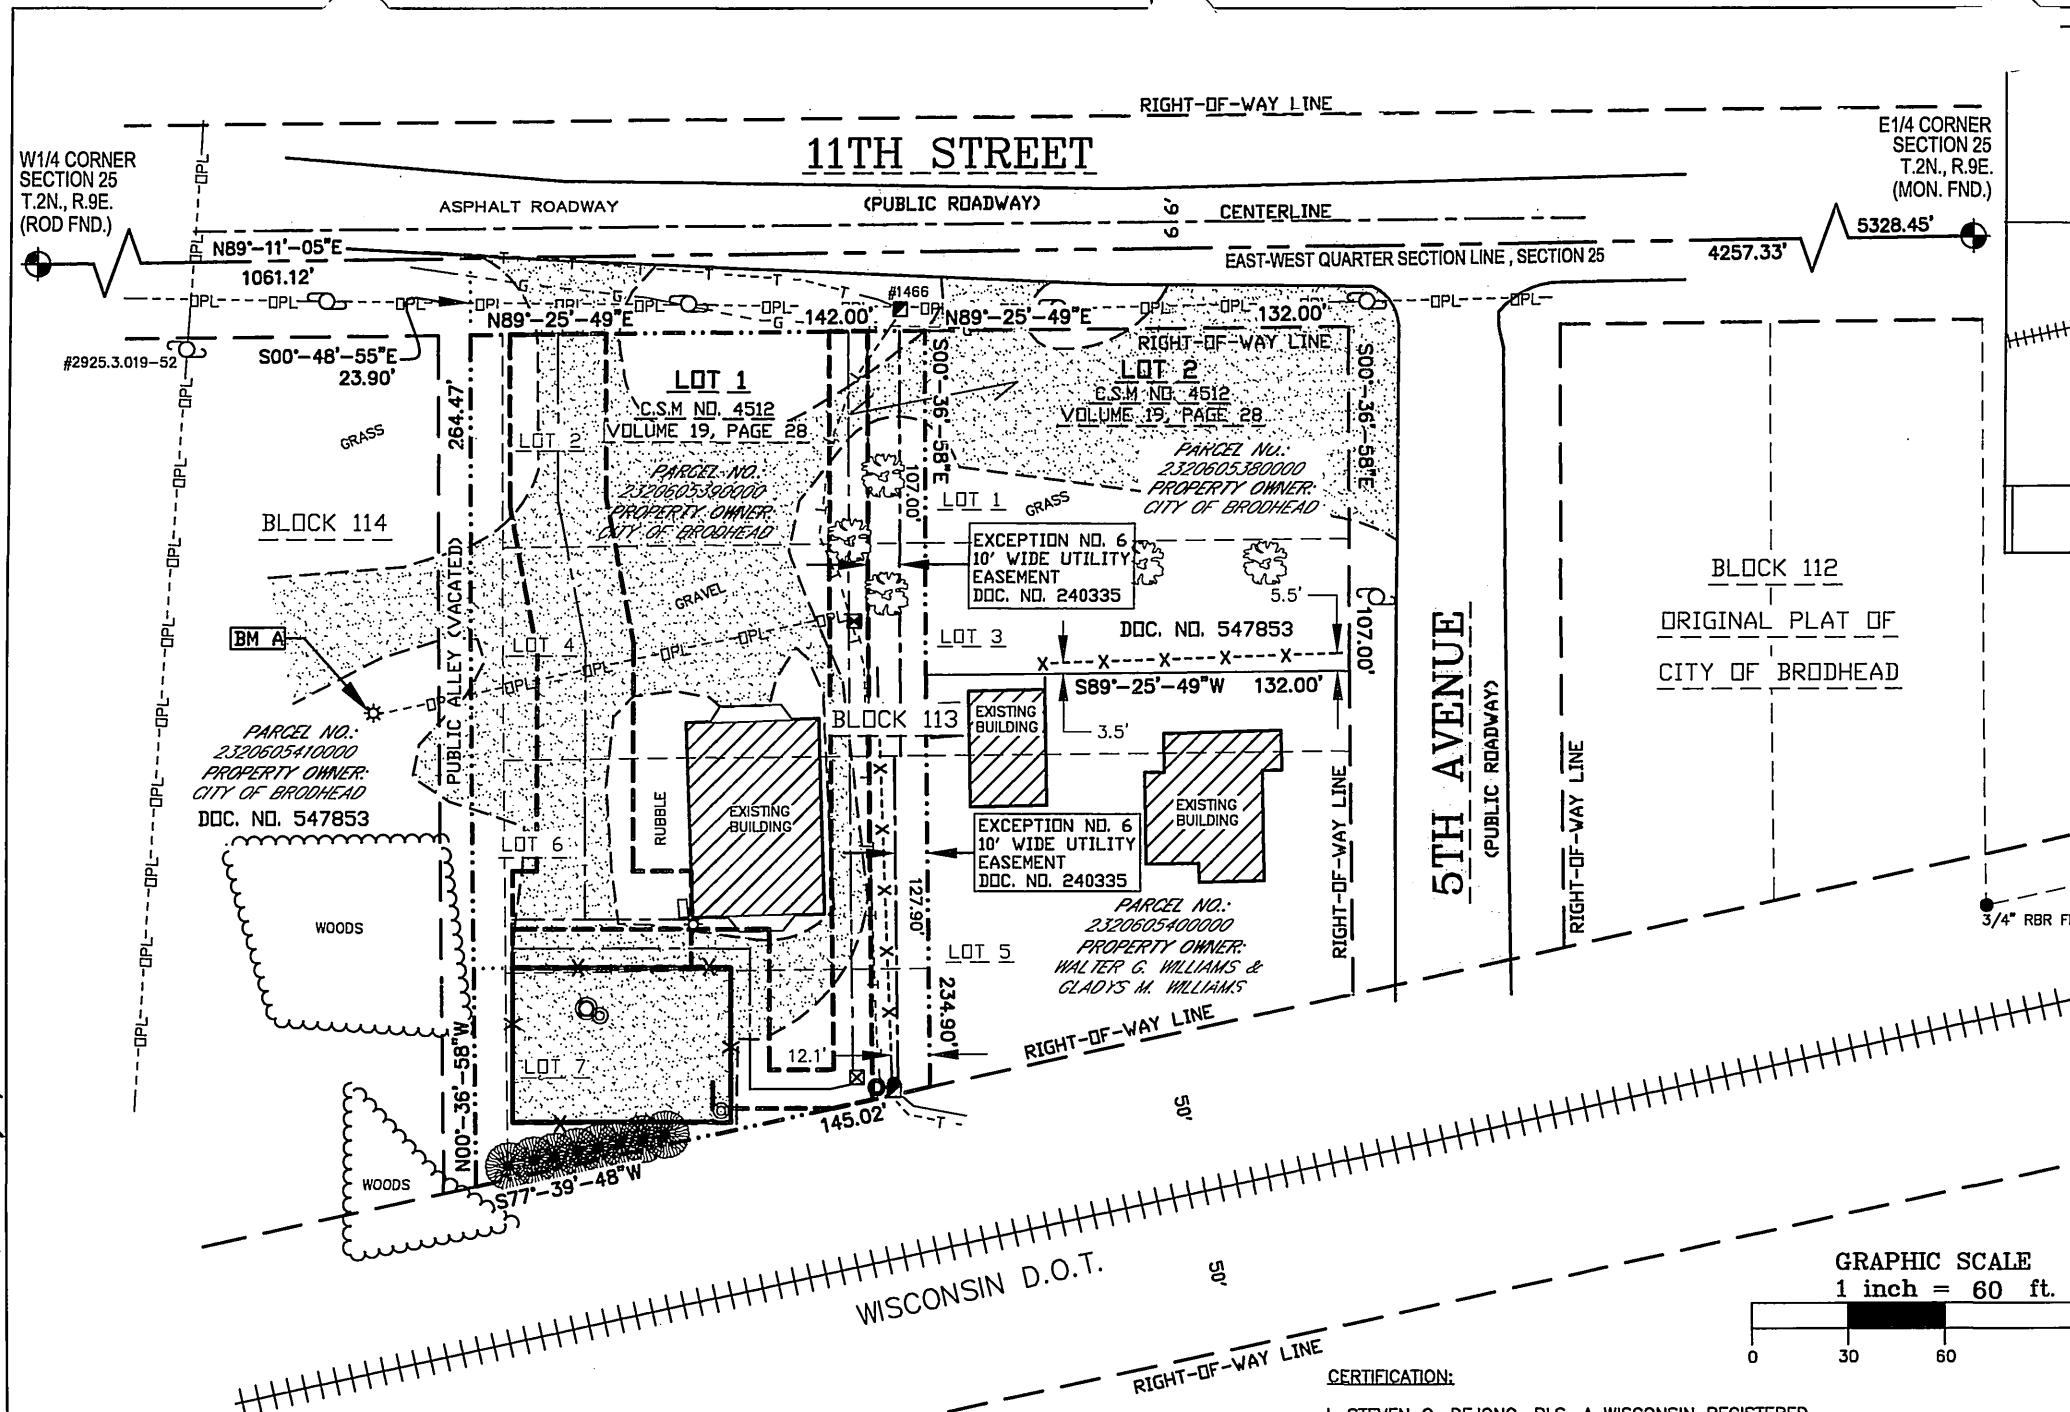 RIGHT-OF-WAY LINE
11TH STREET
(PUBLIC ROADWAY)
ASPHALT ROADWAY
CENTERLINE
9.9'
EAST-WEST QUARTER SECTION LINE, SECTION 25
W1/4 CORNER
SECTION 25
T.2N., R.9E.
(ROD FND.)
E1/4 CORNER
SECTION 25
T.2N., R.9E.
(MON. FND.)
5328.45'
4257.33'
N89°-11'-05"E
1061.12'
OPL
OPL
OPL
T
T
T
G
G
G
#1466
N89°-25'-49"E
142.00'
N89°-25'-49"E
132.00'
RIGHT-OF-WAY LINE
#2925.3.019-52
S00°-48'-55"E
23.90'
264.47'
GRASS
LOT 1
C.S.M NO. 4512
VOLUME 19, PAGE 28
PARCEL NO.:
2320605390000
PROPERTY OWNER:
CITY OF BRODHEAD
LOT 2
C.S.M NO. 4512
VOLUME 19, PAGE 28
PARCEL NO.:
2320605380000
PROPERTY OWNER:
CITY OF BRODHEAD
S00°-36'-58"E
107.00'
S00°-36'-58"E
107.00'
LOT 2
LOT 1
GRASS
BLOCK 114
EXCEPTION NO. 6
10' WIDE UTILITY
EASEMENT
DOC. NO. 240335
GRAVEL
5.5'
BM A
PUBLIC ALLEY (VACATED)
LOT 4
LOT 3
DOC. NO. 547853
S89°-25'-49"W 132.00'
3.5'
BLOCK 112
ORIGINAL PLAT OF
CITY OF BRODHEAD
5TH AVENUE
(PUBLIC ROADWAY)
RIGHT-OF-WAY LINE
RIGHT-OF-WAY LINE
PARCEL NO.:
2320605410000
PROPERTY OWNER:
CITY OF BRODHEAD
DOC. NO. 547853
BLOCK 113
EXISTING
BUILDING
EXISTING
BUILDING
EXISTING
BUILDING
RUBBLE
LOT 6
EXCEPTION NO. 6
10' WIDE UTILITY
EASEMENT
DOC. NO. 240335
127.90'
WOODS
LOT 5
PARCEL NO.:
2320605400000
PROPERTY OWNER:
WALTER G. WILLIAMS &
GLADYS M. WILLIAMS
3/4" RBR
234.90'
RIGHT-OF-WAY LINE
LOT 7
12.1'
N00°-36'-58"W
145.02'
T
S77°-39'-48"W
WOODS
50'
50'
WISCONSIN D.O.T.
RIGHT-OF-WAY LINE
GRAPHIC SCALE
1 inch = 60 ft.
0 30 60
CERTIFICATION: